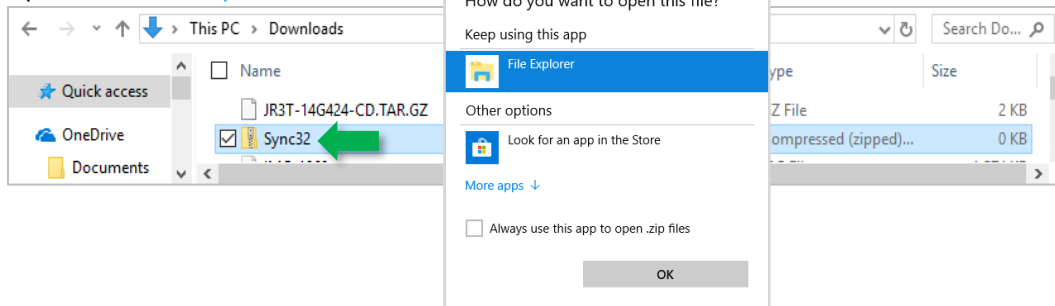 How do you want to open this file?
This PC > Downloads
Search Do...
Keep using this app
Name
File Explorer
Size
Quick access
JR3T-14G424-CD.TAR.GZ
Z File
2 KB
Other options
OneDrive
Sync32
Look for an app in the Store
ompressed (zipped)...
0 KB
Documents
More apps ↓
Always use this app to open .zip files
OK